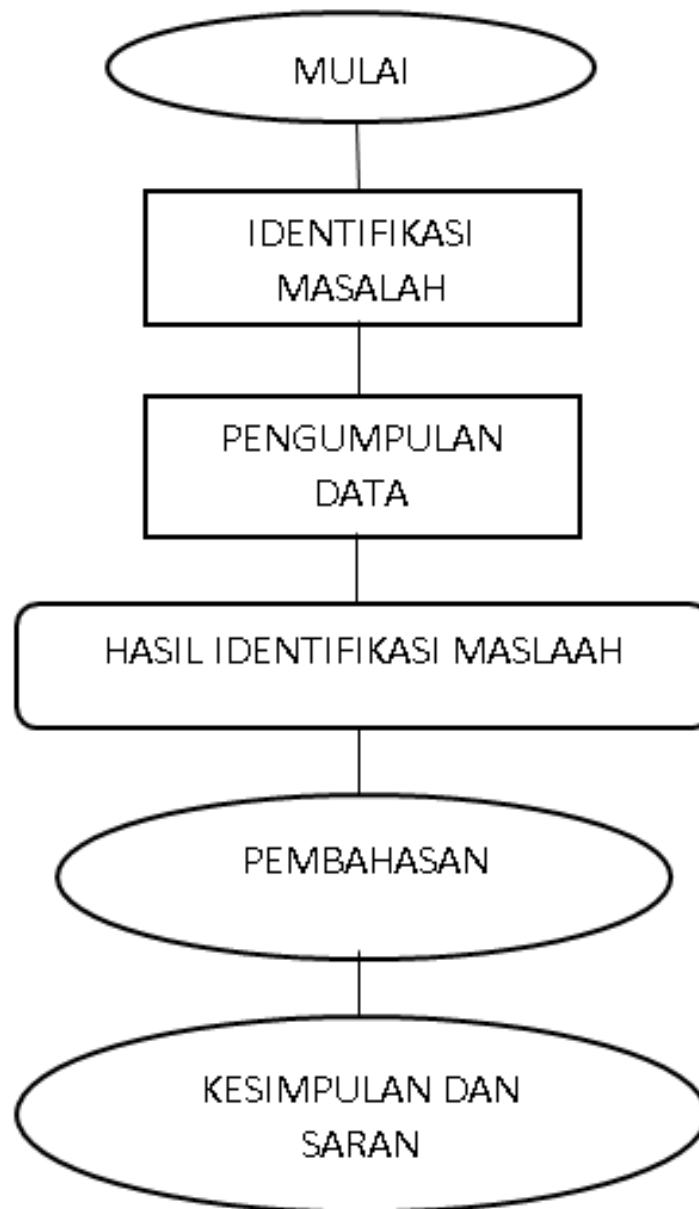 MULAI
IDENTIFIKASI
MASALAH
PENGUMPULAN
DATA
HASIL IDENTIFIKASI MASLAAH
PEMBAHASAN
KESIMPULAN DAN
SARAN